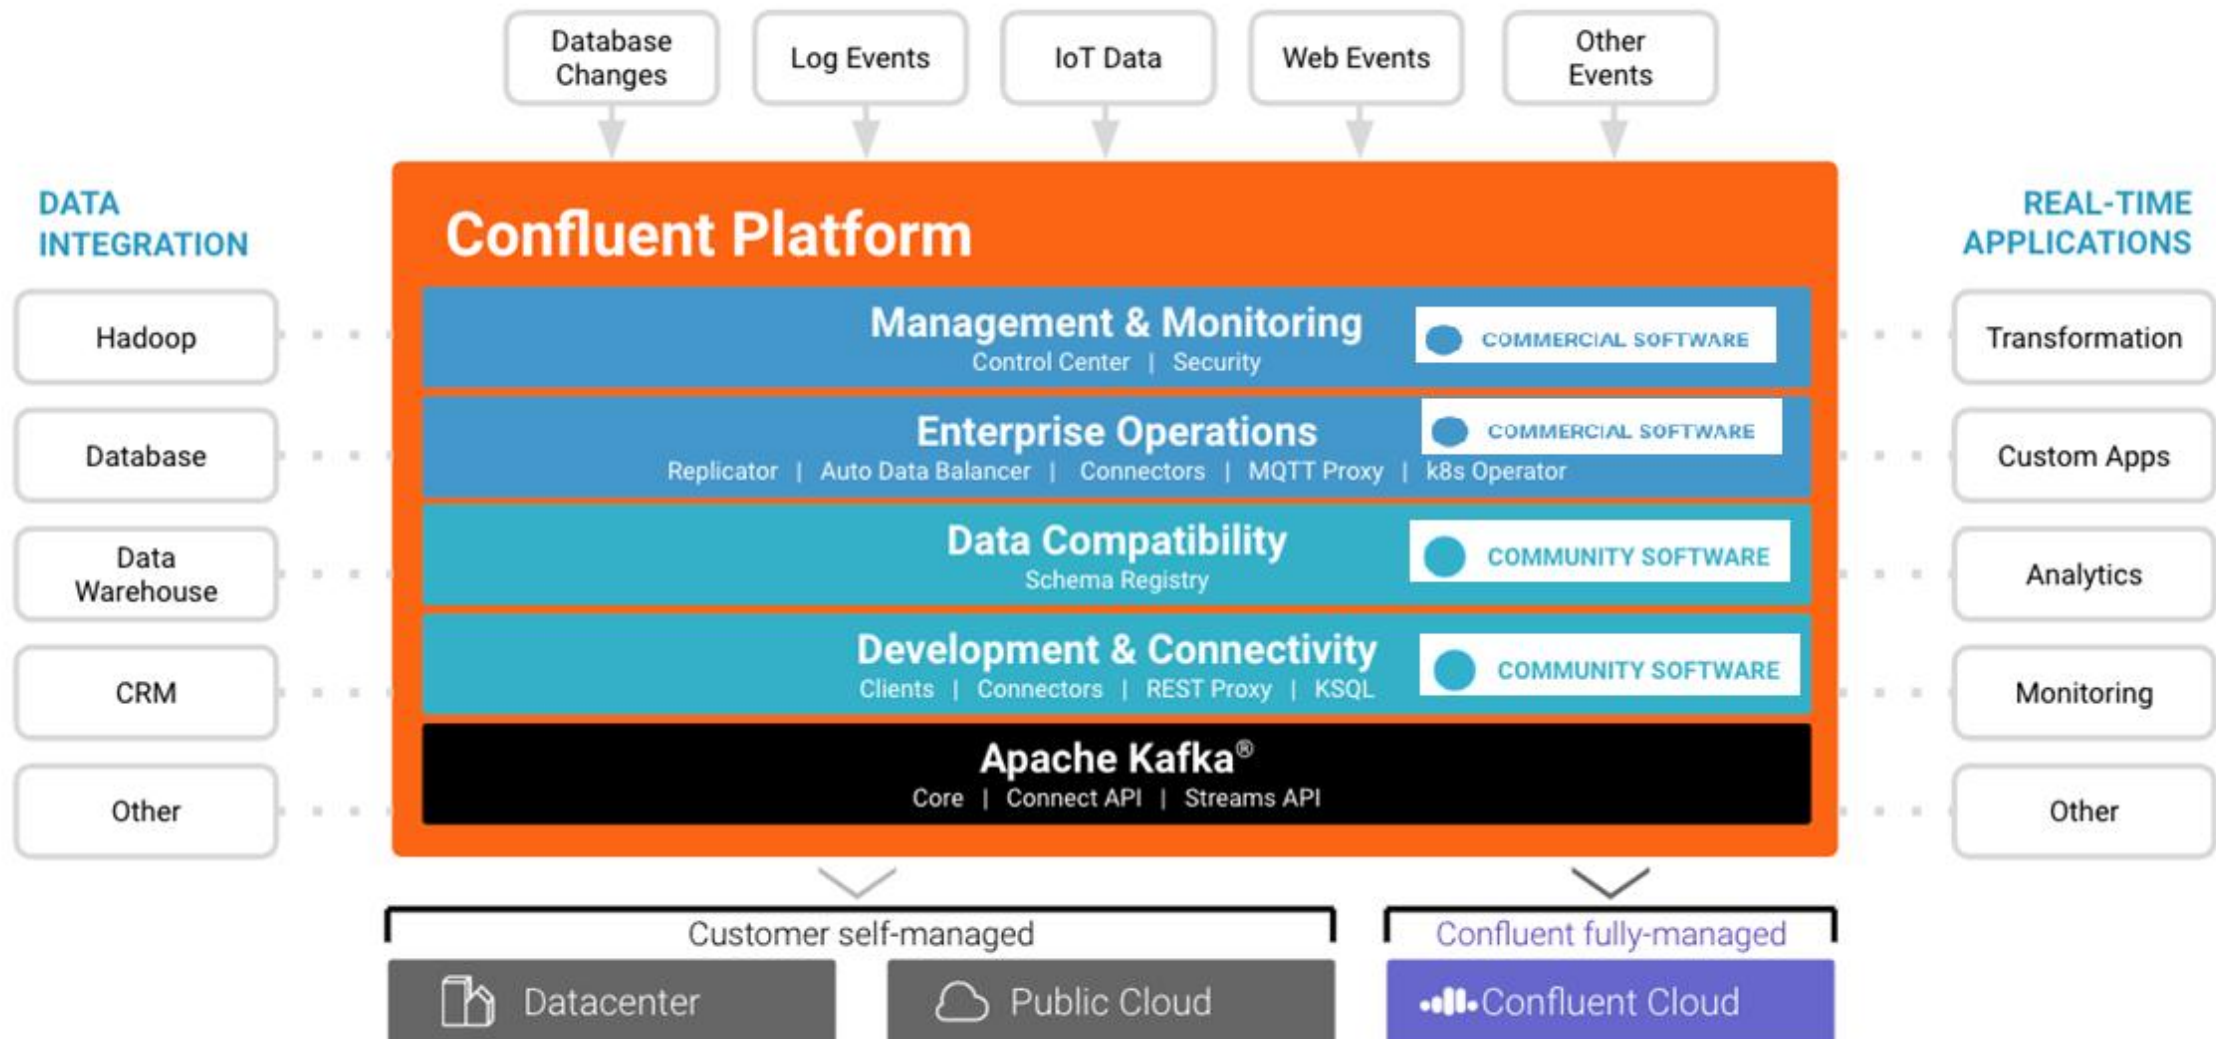 Database
Changes
Log Events
IoT Data
Web Events
Other
Events
DATA
INTEGRATION
Hadoop
Database
Data
Warehouse
CRM
Other
Confluent Platform
Management & Monitoring
Control Center | Security
COMMERCIAL SOFTWARE
Enterprise Operations
Replicator | Auto Data Balancer | Connectors | MQTT Proxy | k8s Operator
COMMERCIAL SOFTWARE
Data Compatibility
Schema Registry
COMMUNITY SOFTWARE
Development & Connectivity
Clients | Connectors | REST Proxy | KSQL
COMMUNITY SOFTWARE
Apache Kafka®
Core | Connect API | Streams API
REAL-TIME
APPLICATIONS
Transformation
Custom Apps
Analytics
Monitoring
Other
Customer self-managed
Datacenter
Public Cloud
Confluent fully-managed
Confluent Cloud